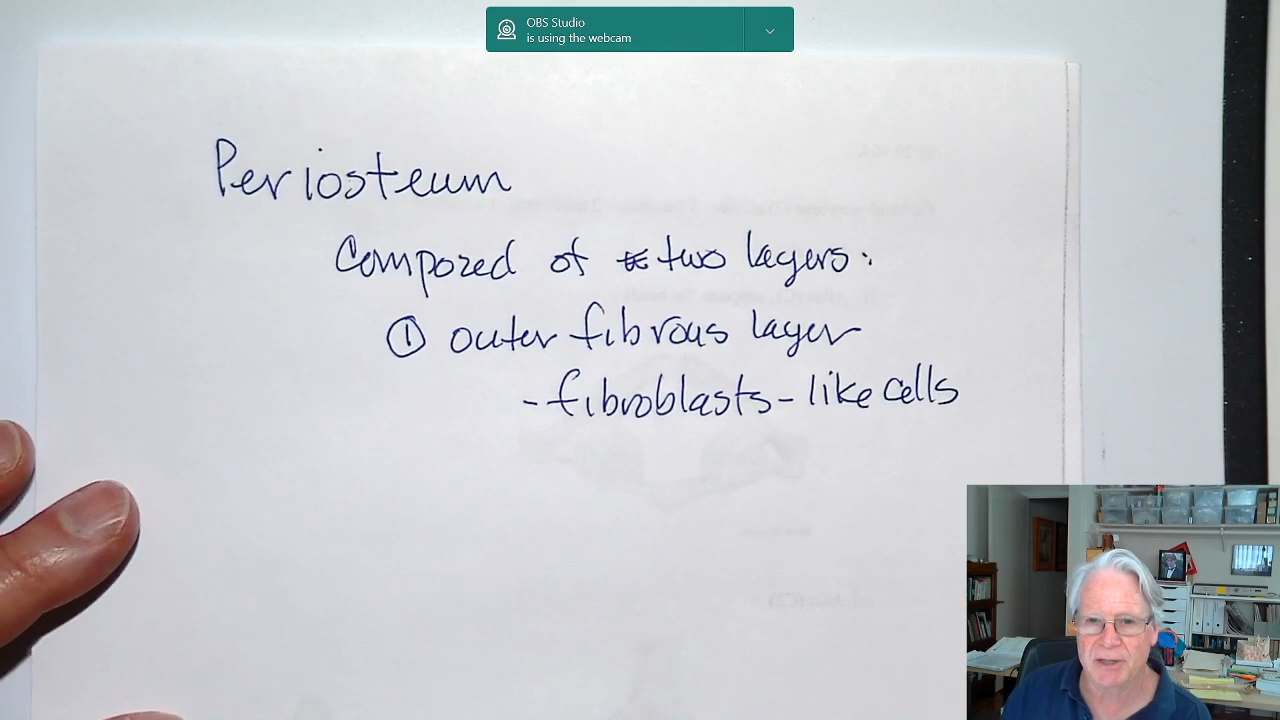 OBS Studio
is using the webcam
Periosteum
Composed of two layers:
① outer fibrous layer
- fibroblasts - like cells